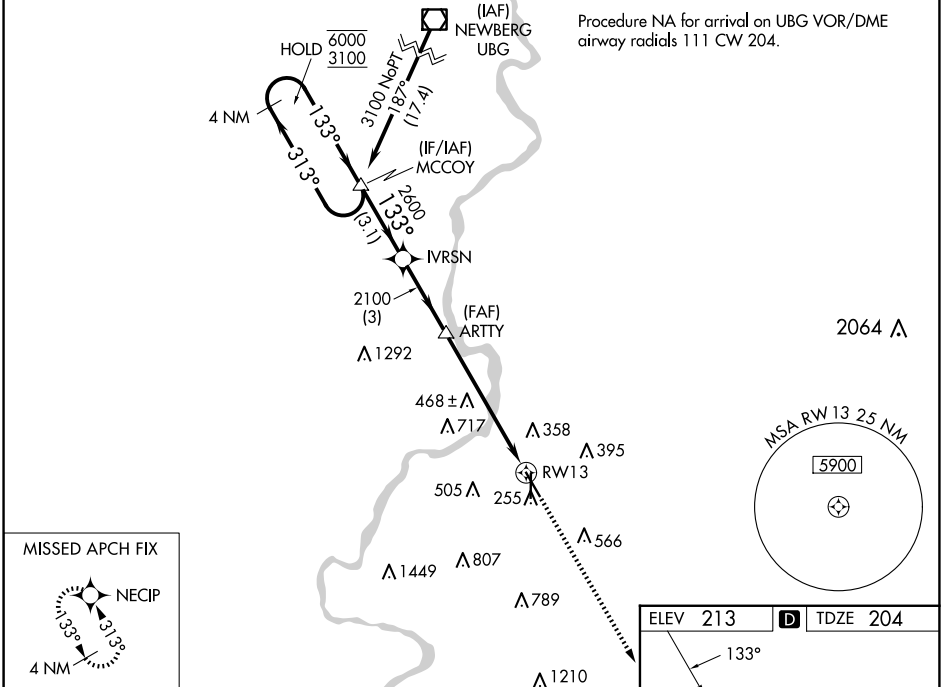 (IAF)
NEWBERG
UBG
Procedure NA for arrival on UBG VOR/DME
airway radials 111 CW 204.
HOLD
6000
3100
3100 NoPT
187°
(17.4)
4 NM
133°
313°
(IF/IAF)
MCCOY
2600
133°
(3.1)
IVRSN
2100
(3)
(FAF)
ARTTY
2064
1292
468 ±
717
358
395
MSA RW 13 25 NM
5900
RW13
505
255
566
MISSED APCH FIX
NECIP
133°
313°
4 NM
1449
807
789
1210
ELEV 213
D
TDZE 204
133°